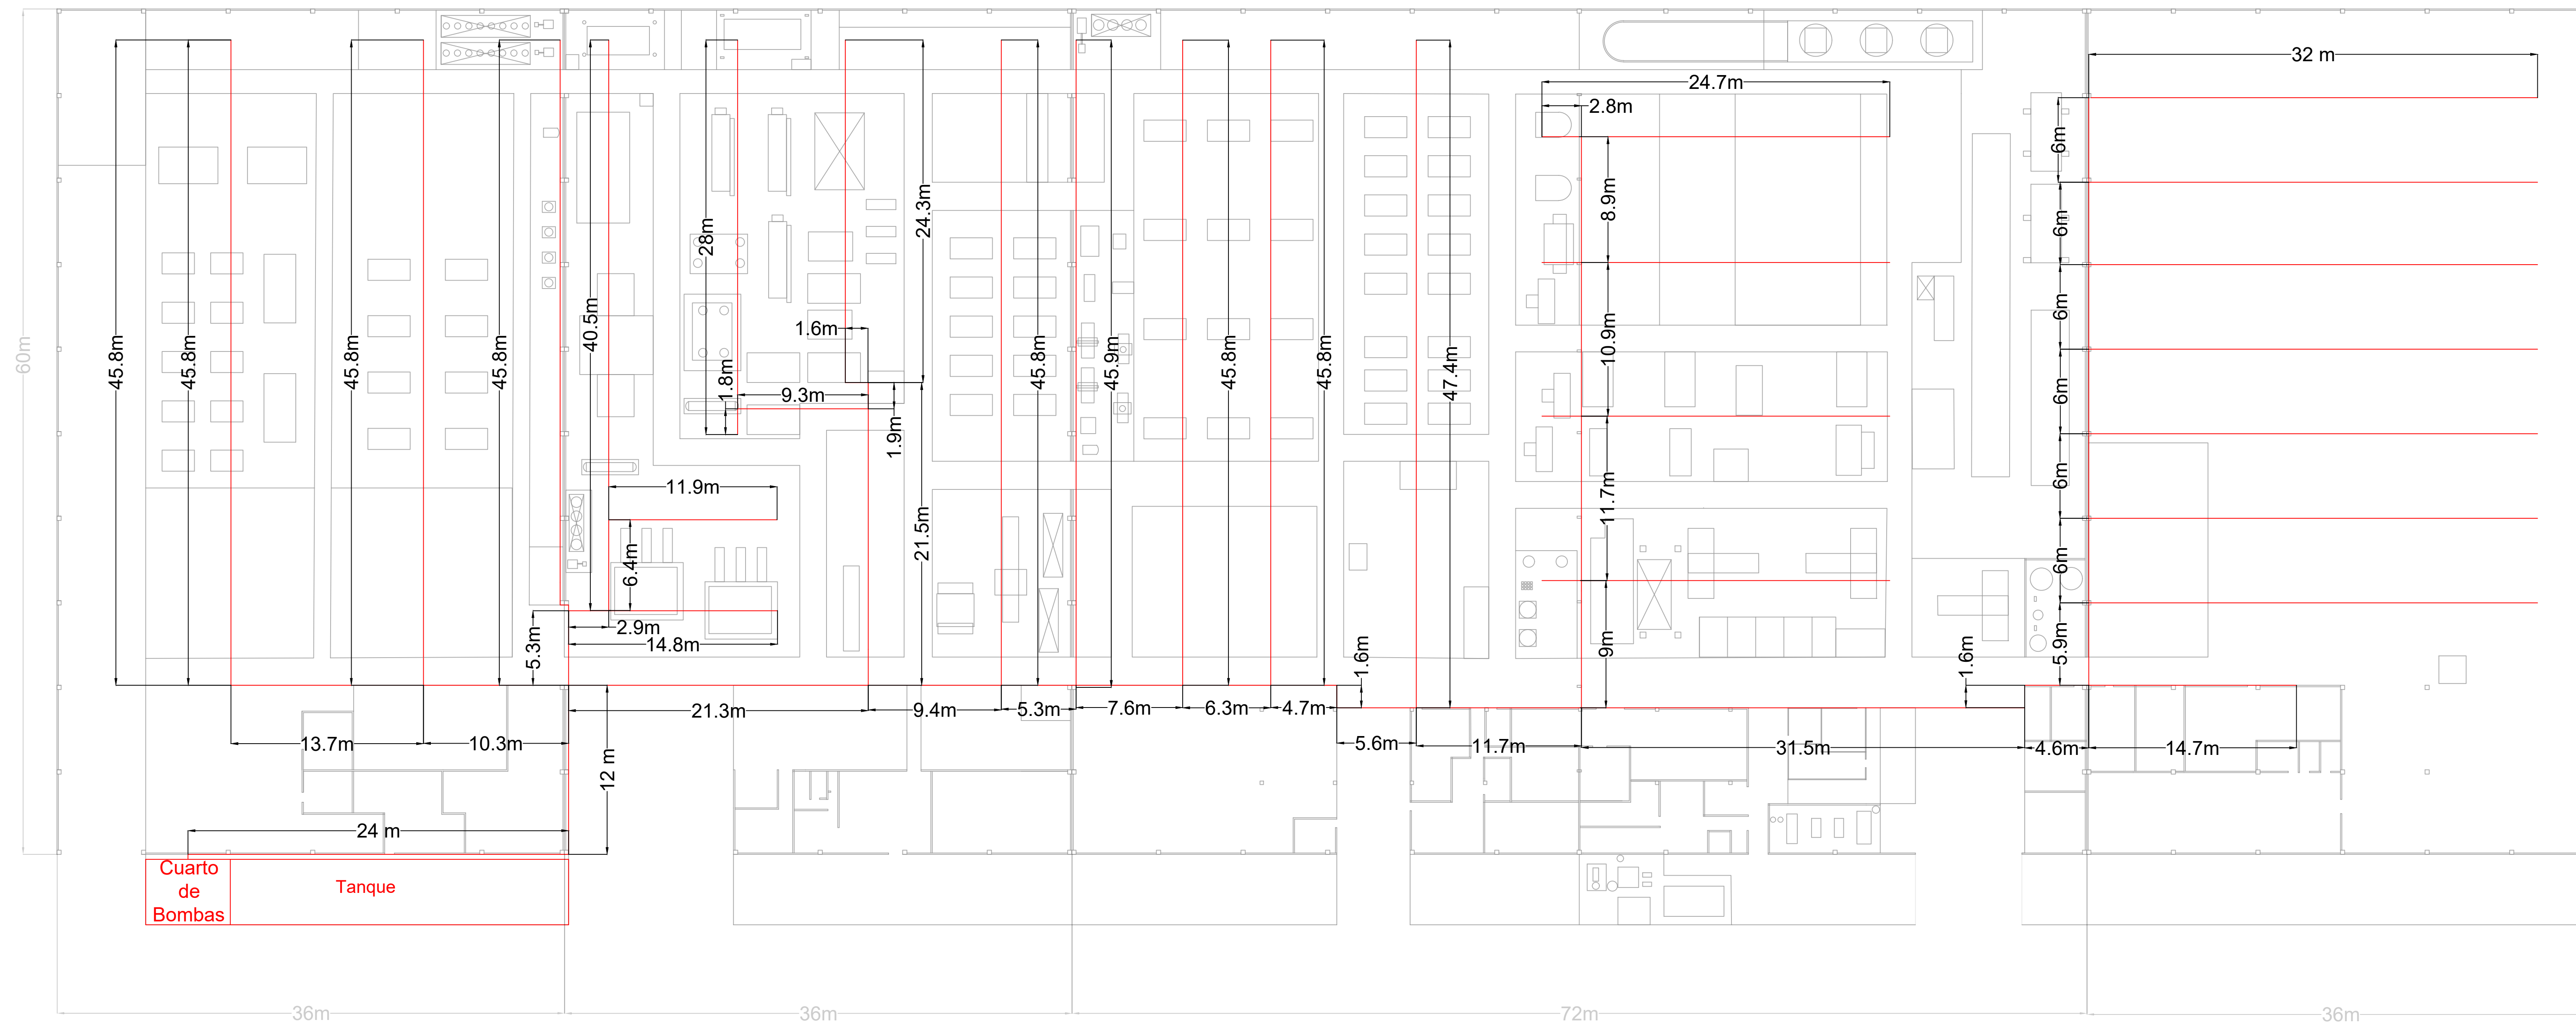 32 m
24.7m
2.8m
6m
8.9m
24.3m
6m
28m
40.5m
6m
1.6m
10.9m
60m
45.8m
45.8m
45.8m
45.8m
45.8m
45.9m
45.8m
45.8m
47.4m
1.8m
9.3m
6m
1.9m
11.9m
6m
11.7m
21.5m
6.4m
6m
2.9m
14.8m
5.3m
9m
5.9m
1.6m
1.6m
21.3m
9.4m
5.3m
7.6m
6.3m
4.7m
13.7m
10.3m
5.6m
11.7m
31.5m
4.6m
14.7m
12 m
24 m
Cuarto
de
Bombas
Tanque
36m
36m
72m
36m